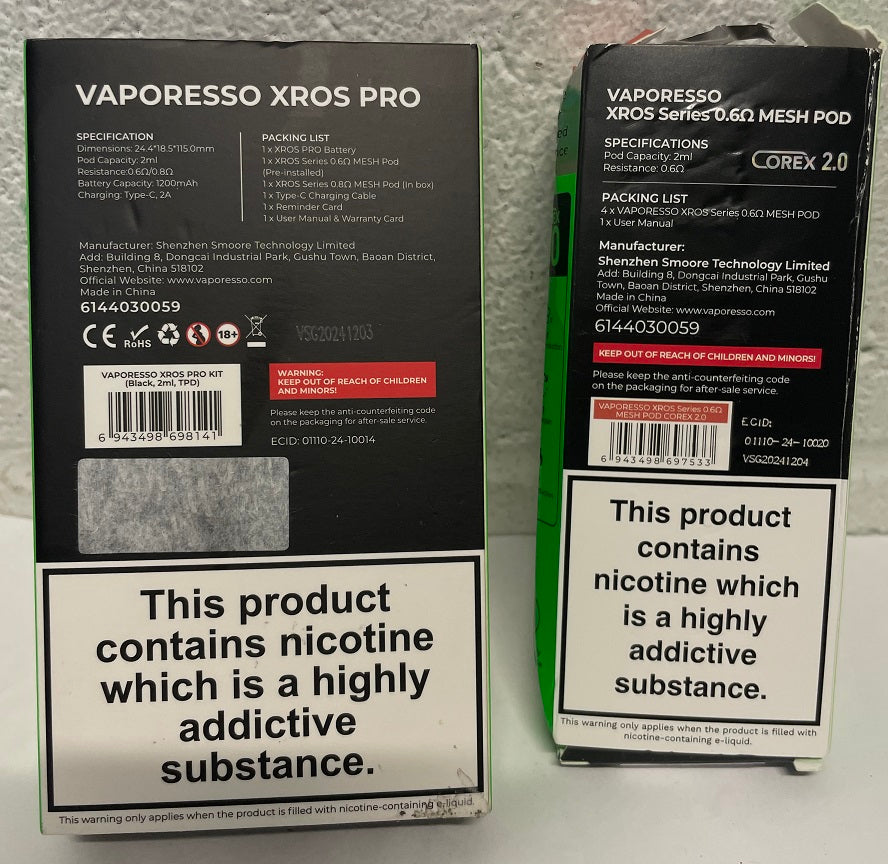 VAPORESSO XROS PRO
SPECIFICATION
Dimensions: 24.4*18.5*115.0mm
Pod Capacity: 2ml
Resistance:0.6Ω/0.8Ω
Battery Capacity: 1200mAh
Charging: Type-C, 2A
PACKING LIST
1 x XROS PRO Battery
1 x XROS Series 0.6Ω MESH Pod
(Pre-installed)
1 x XROS Series 0.8Ω MESH Pod (In box)
1 x Type-C Charging Cable
1 x Reminder Card
1 x User Manual & Warranty Card
Manufacturer: Shenzhen Smoore Technology Limited
Add: Building 8, Dongcai Industrial Park, Gushu Town, Baoan District,
Shenzhen, China 518102
Official Website: www.vaporesso.com
Made in China
6144030059
CE RoHS 18+
VSG20241203
VAPORESSO XROS PRO KIT
(Black, 2ml, TPD)
6 943498 698141
WARNING:
KEEP OUT OF REACH OF CHILDREN
AND MINORS!
Please keep the anti-counterfeiting code
on the packaging for after-sale service.
ECID: 01110-24-10014
This product
contains nicotine
which is a highly
addictive
substance.
This warning only applies when the product is filled with nicotine-containing e-liquid.
VAPORESSO
XROS Series 0.6Ω MESH POD
SPECIFICATIONS
Pod Capacity: 2ml
Resistance: 0.6Ω
COREX 2.0
PACKING LIST
4 x VAPORESSO XROS Series 0.6Ω MESH POD
1 x User Manual
Manufacturer:
Shenzhen Smoore Technology Limited
Add: Building 8, Dongcai Industrial Park, Gushu
Town, Baoan District, Shenzhen, China 518102
Made in China
Official Website: www.vaporesso.com
6144030059
KEEP OUT OF REACH OF CHILDREN AND MINORS!
Please keep the anti-counterfeiting code
on the packaging for after-sale service.
VAPORESSO XROS Series 0.6Ω
MESH POD COREX 2.0
6 943498 697533
ECID:
01110-24-10020
VSG20241204
This product
contains
nicotine which
is a highly
addictive
substance.
This warning only applies when the product is filled with
nicotine-containing e-liquid.